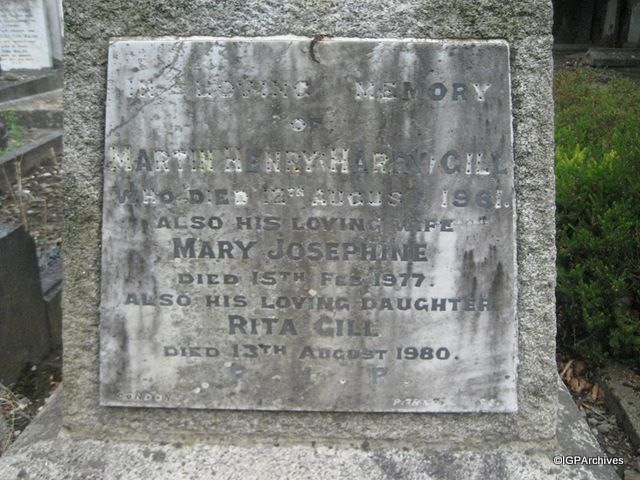 IN LOVING MEMORY
OF
MARTIN HENRY (HARRY) GILL
WHO DIED 12TH AUGUST 1961.
ALSO HIS LOVING WIFE
MARY JOSEPHINE
DIED 15TH FEB 1977.
ALSO HIS LOVING DAUGHTER
RITA GILL
DIED 13TH AUGUST 1980.
R I P
©IGPArchives